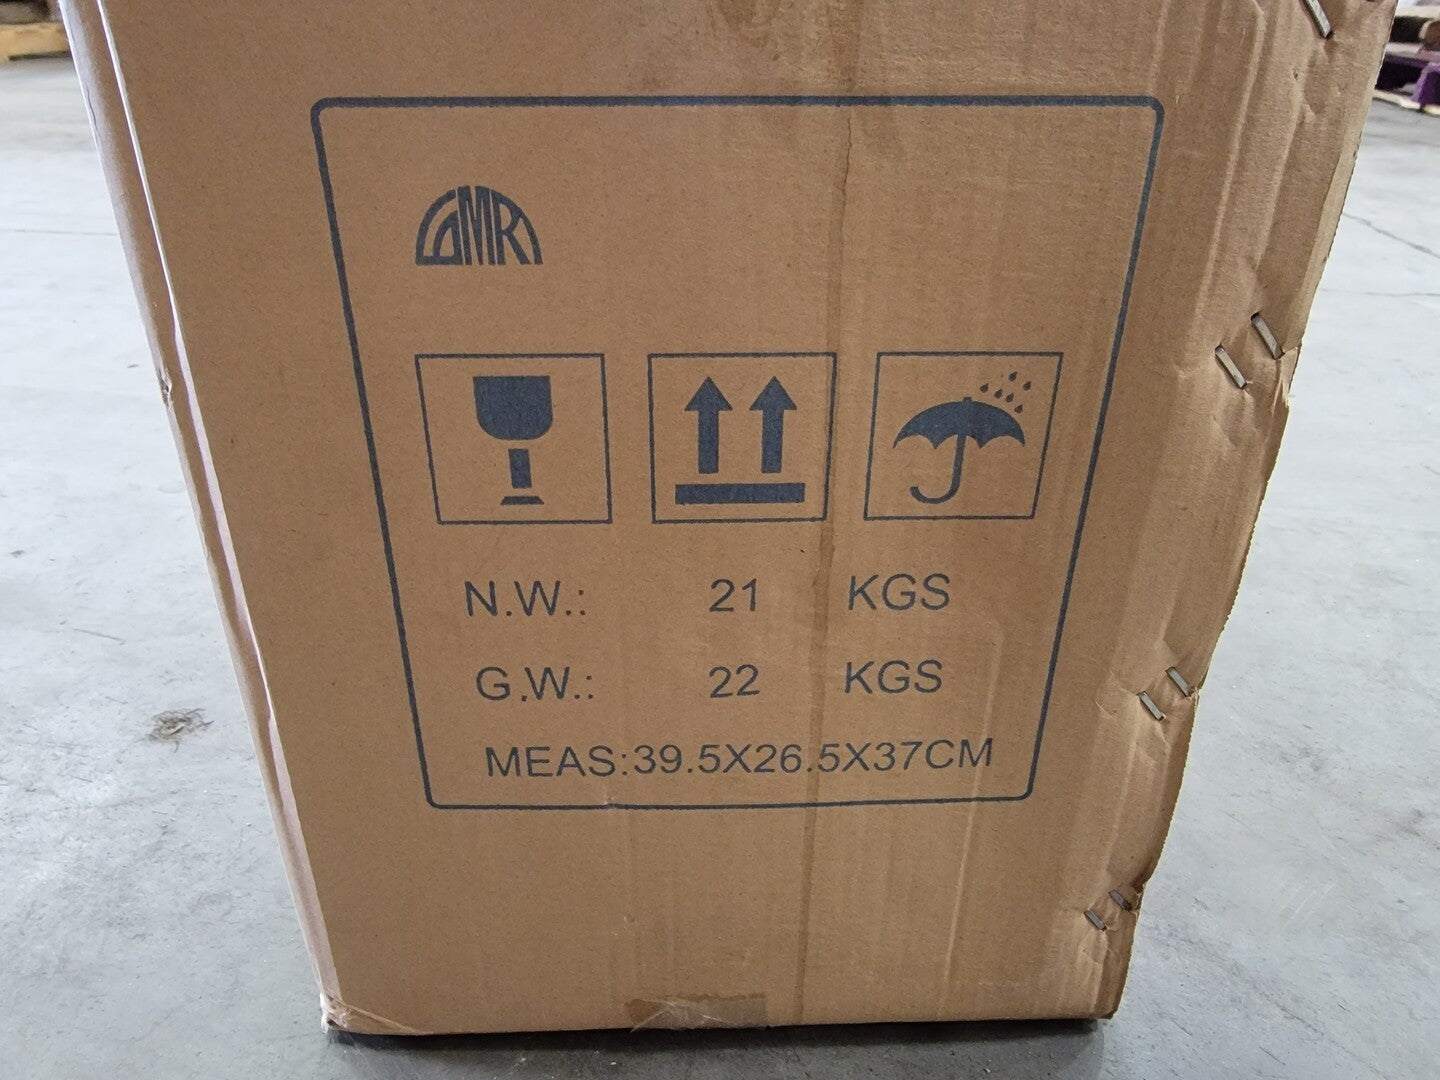 N.W.: 21 KGS
G.W.: 22 KGS
MEAS:39.5X26.5X37CM